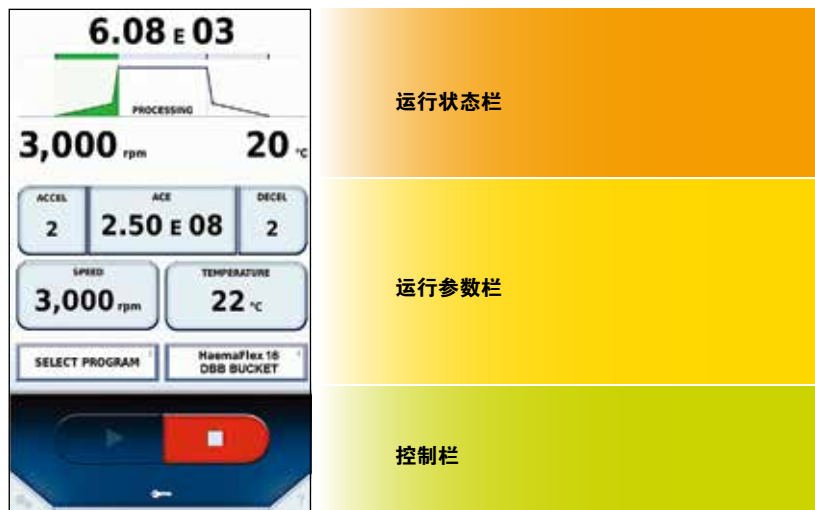 6.08 E 03
PROCESSING
3,000 rpm 20 °C
ACCEL ACE DECEL
2 2.50 E 08 2
SPEED TEMPERATURE
3,000 rpm 22 °C
SELECT PROGRAM
HaemaFlex 16
DBB BUCKET
运行状态栏
运行参数栏
控制栏